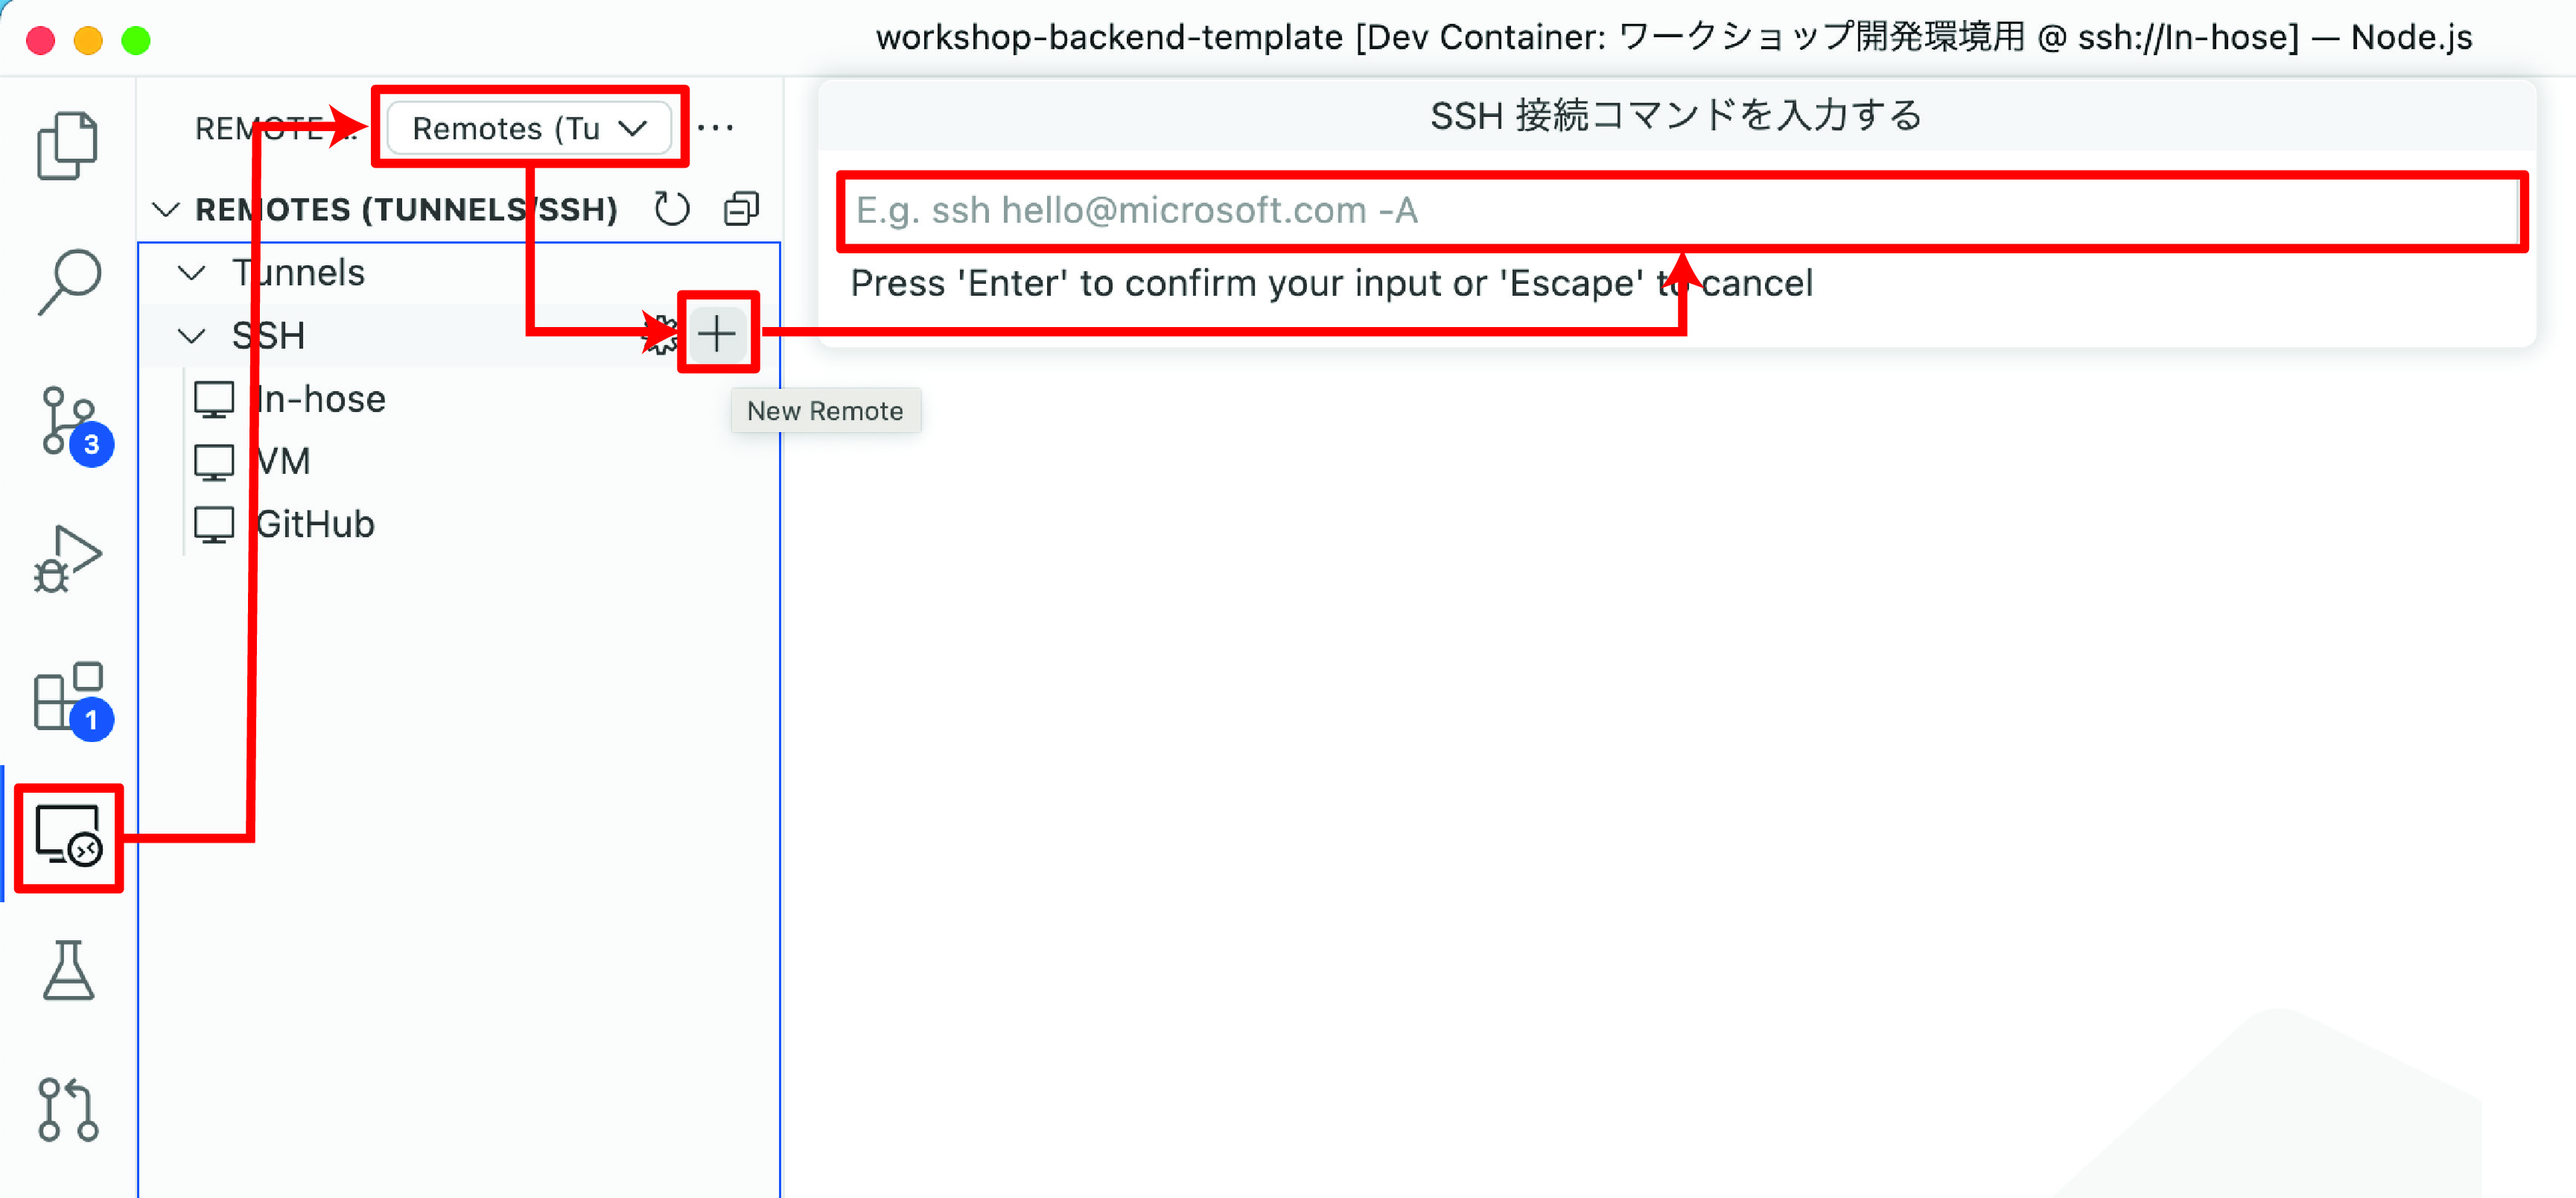 workshop-backend-template [Dev Container: ワークショップ開発環境用 @ ssh://In-hose] — Node.js
REMOTE ... Remotes (Tu ...
SSH 接続コマンドを入力する
REMOTES (TUNNELS/SSH)
E.g. ssh hello@microsoft.com -A
Tunnels
Press 'Enter' to confirm your input or 'Escape' to cancel
SSH
In-hose
New Remote
3
VM
GitHub
1